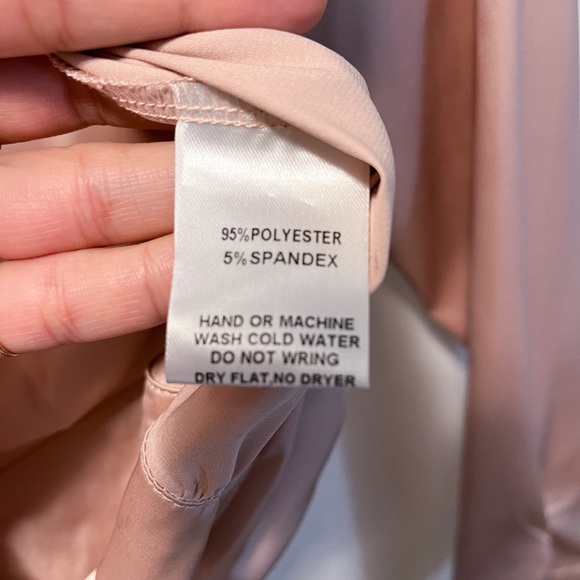 95%POLYESTER
5%SPANDEX
HAND OR MACHINE
WASH COLD WATER
DO NOT WRING
DRY FLAT,NO DRYER